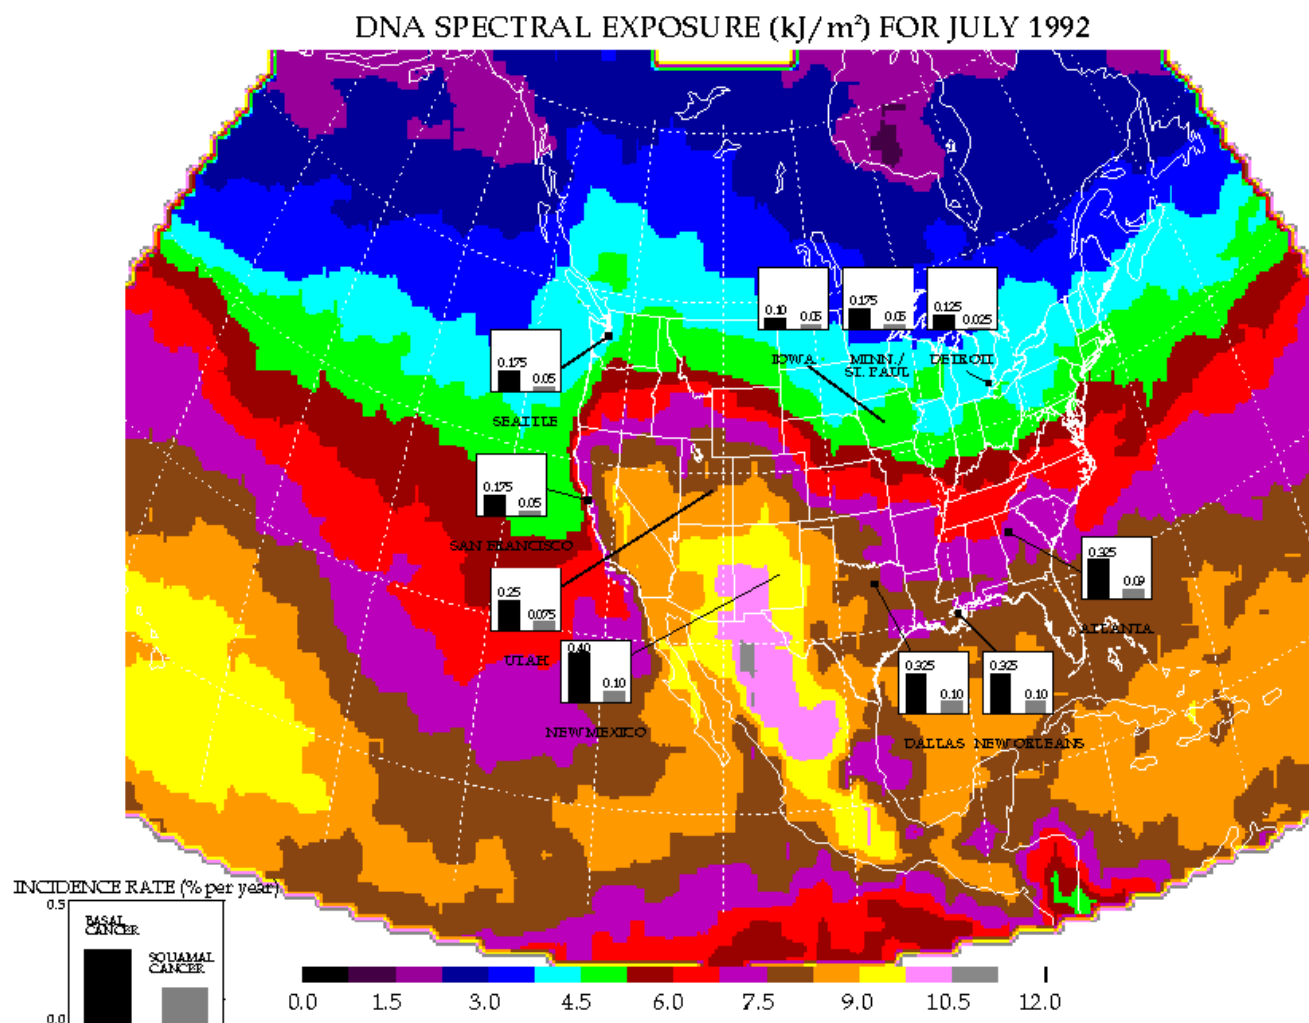 DNA SPECTRAL EXPOSURE (kJ/m²) FOR JULY 1992
0.10 0.05
0.175 0.05
0.125 0.025
IOWA
MINN./
ST. PAUL
DETROIT
0.175 0.05
SEATTLE
0.175 0.05
SAN FRANCISCO
0.325 0.09
ATLANTA
0.25 0.075
UTAH
0.40 0.10
NEW MEXICO
0.325 0.10
0.325 0.10
DALLAS NEW ORLEANS
INCIDENCE RATE (% per year)
0.5
BASAL
CANCER
SQUAMAL
CANCER
0.0
0.0 1.5 3.0 4.5 6.0 7.5 9.0 10.5 12.0